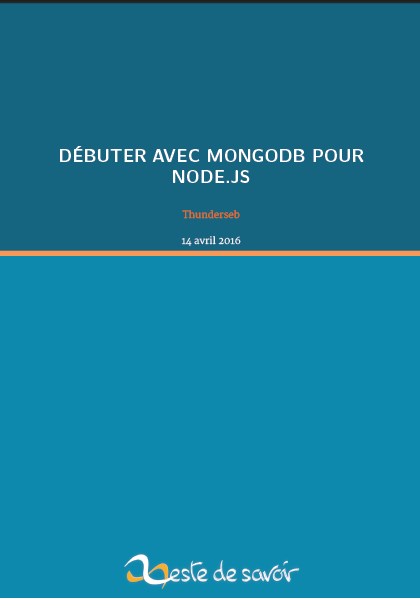 DÉBUTER AVEC MONGODB POUR
NODE.JS
Thunderseb
14 avril 2016
Zeste de savoir